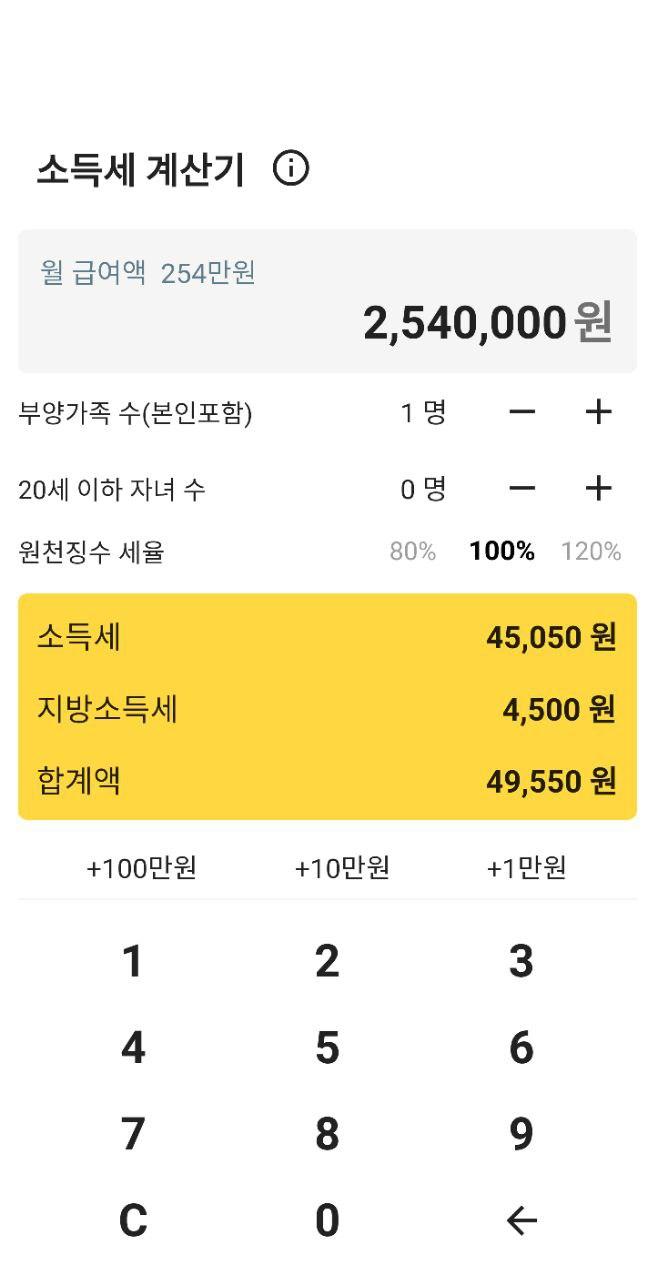 소득세 계산기
월 급여액 254만원
2,540,000원
부양가족 수(본인포함) 1 명 − +
20세 이하 자녀 수 0 명 − +
원천징수 세율 80% 100% 120%
소득세 45,050 원
지방소득세 4,500 원
합계액 49,550 원
+100만원 +10만원 +1만원
1 2 3
4 5 6
7 8 9
C 0 ←